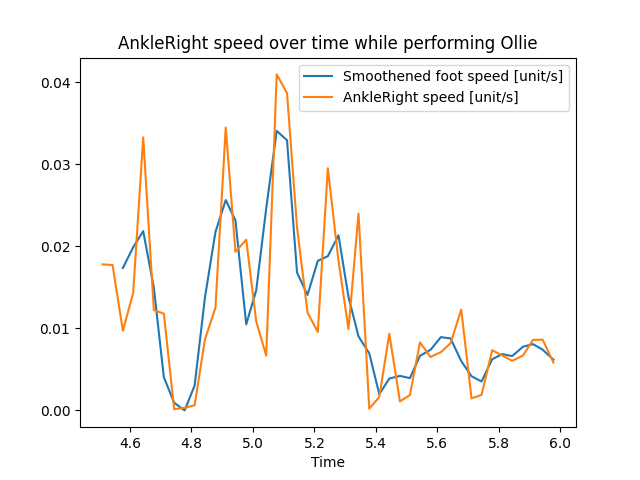 AnkleRight speed over time while performing Ollie
Smoothened foot speed [unit/s]
AnkleRight speed [unit/s]
0.04
0.03
0.02
0.01
0.00
4.6 4.8 5.0 5.2 5.4 5.6 5.8 6.0
Time